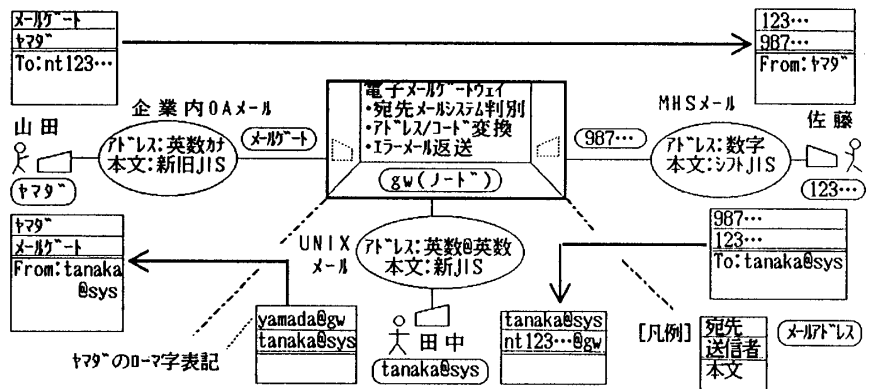 ﾒｰﾙｹﾞｰﾄ
ﾔﾏﾀﾞ
To:nt123…
123…
987…
From:ﾔﾏﾀﾞ
企業内OAメール
山田
ｱﾄﾞﾚｽ:英数ｶﾅ
本文:新旧JIS
ﾔﾏﾀﾞ
ﾒｰﾙｹﾞｰﾄ
電子ﾒｰﾙｹﾞｰﾄｳｪｲ
・宛先ﾒｰﾙｼｽﾃﾑ判別
・ｱﾄﾞﾚｽ/ｺｰﾄﾞ変換
・ｴﾗｰﾒｰﾙ返送
gw(ﾉｰﾄﾞ)
987…
MHSメール
佐藤
ｱﾄﾞﾚｽ:数字
本文:ｼﾌﾄJIS
123…
ﾔﾏﾀﾞ
ﾒｰﾙｹﾞｰﾄ
From:tanaka
@sys
UNIX
メール
ｱﾄﾞﾚｽ:英数@英数
本文:新JIS
987…
123…
To:tanaka@sys
ﾔﾏﾀﾞのﾛｰﾏ字表記
yamada@gw
tanaka@sys
田中
tanaka@sys
tanaka@sys
nt123…@gw
[凡例]
宛先
送信者
本文
ﾒｰﾙｱﾄﾞﾚｽ